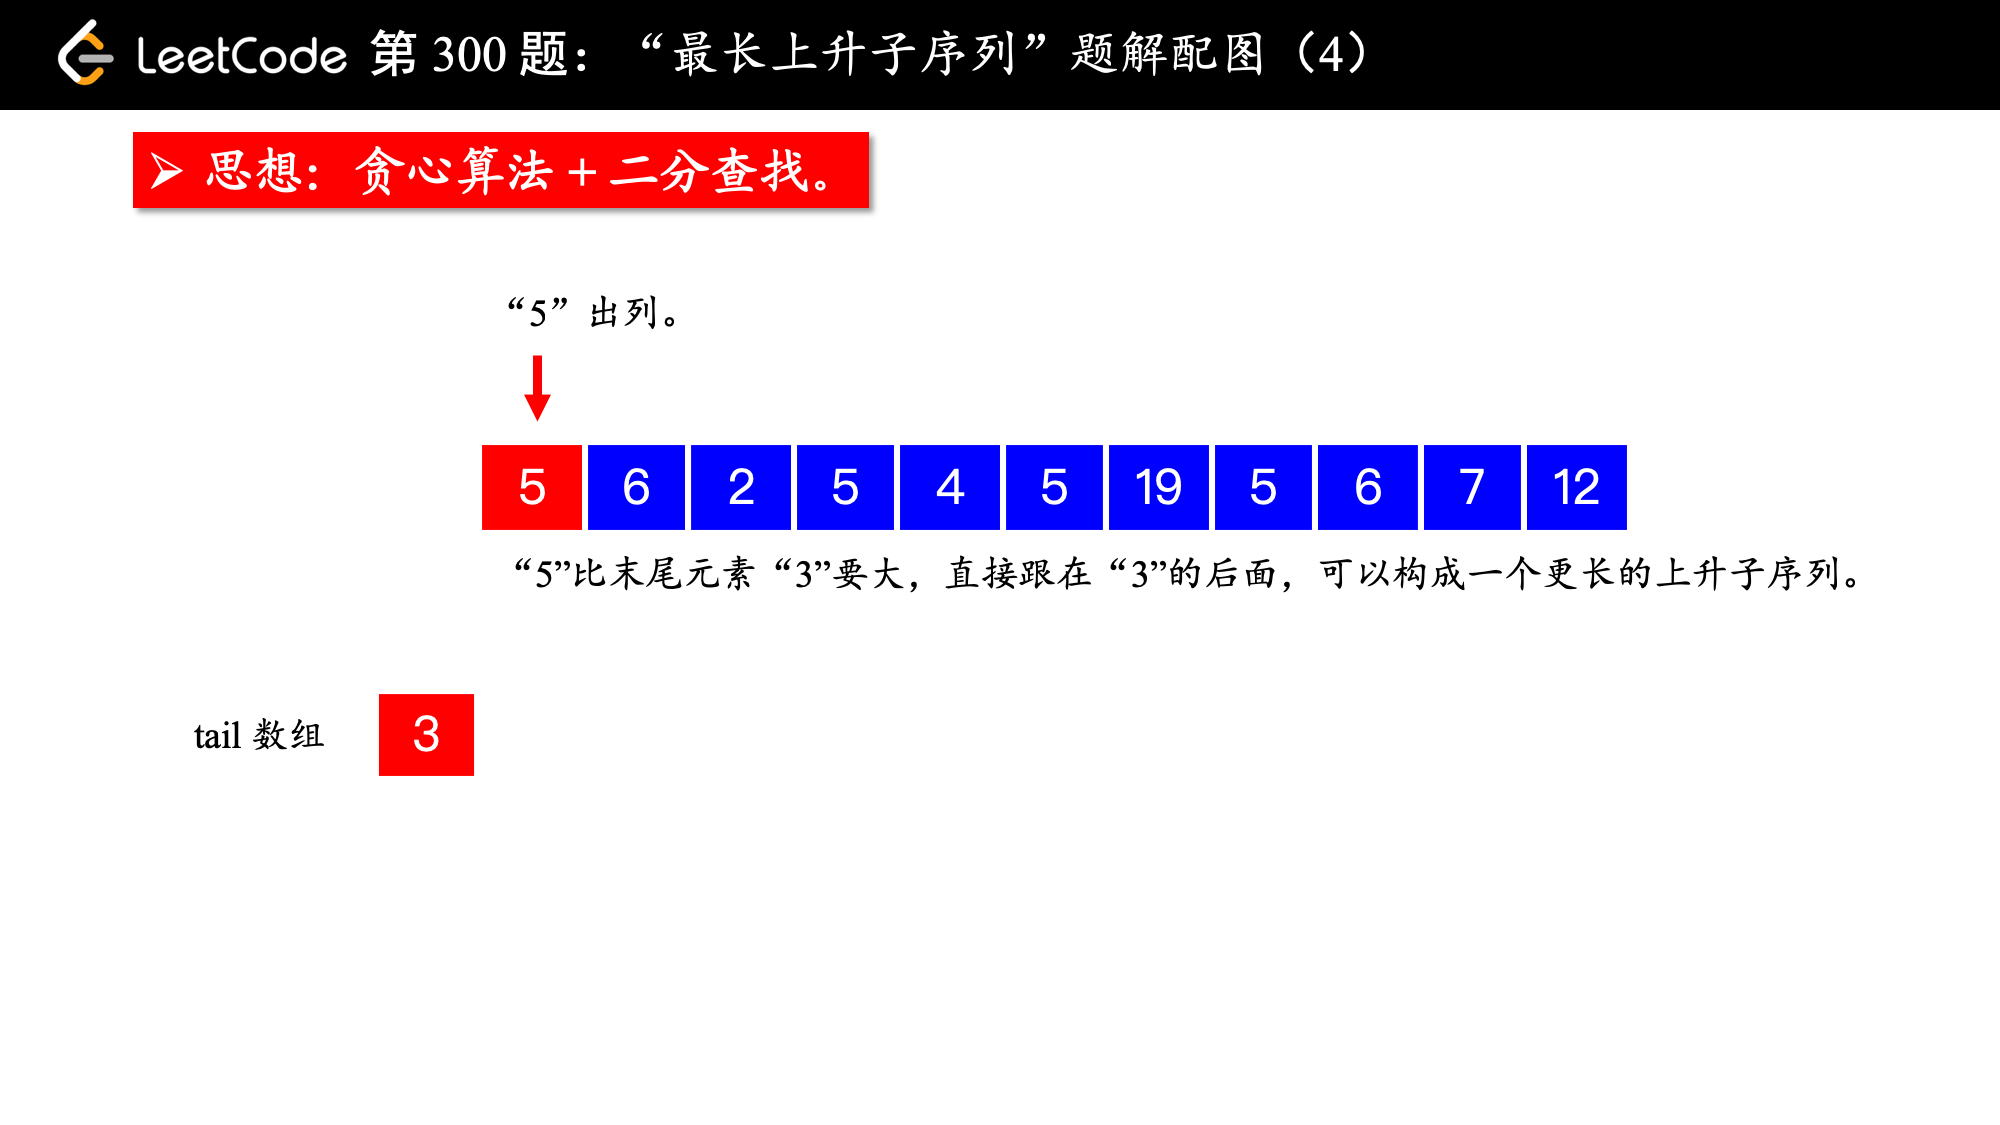 LeetCode 第 300 题：“最长上升子序列”题解配图（4）
➢ 思想：贪心算法 + 二分查找。
“5”出列。
5 6 2 5 4 5 19 5 6 7 12
“5”比末尾元素“3”要大，直接跟在“3”的后面，可以构成一个更长的上升子序列。
tail 数组 3